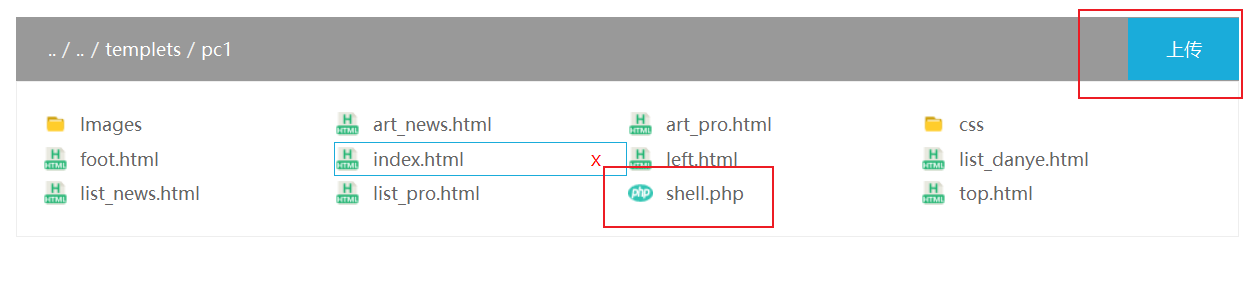 .. / .. / templets / pc1 上传
Images art_news.html art_pro.html css
foot.html index.html x left.html list_danye.html
list_news.html list_pro.html shell.php top.html